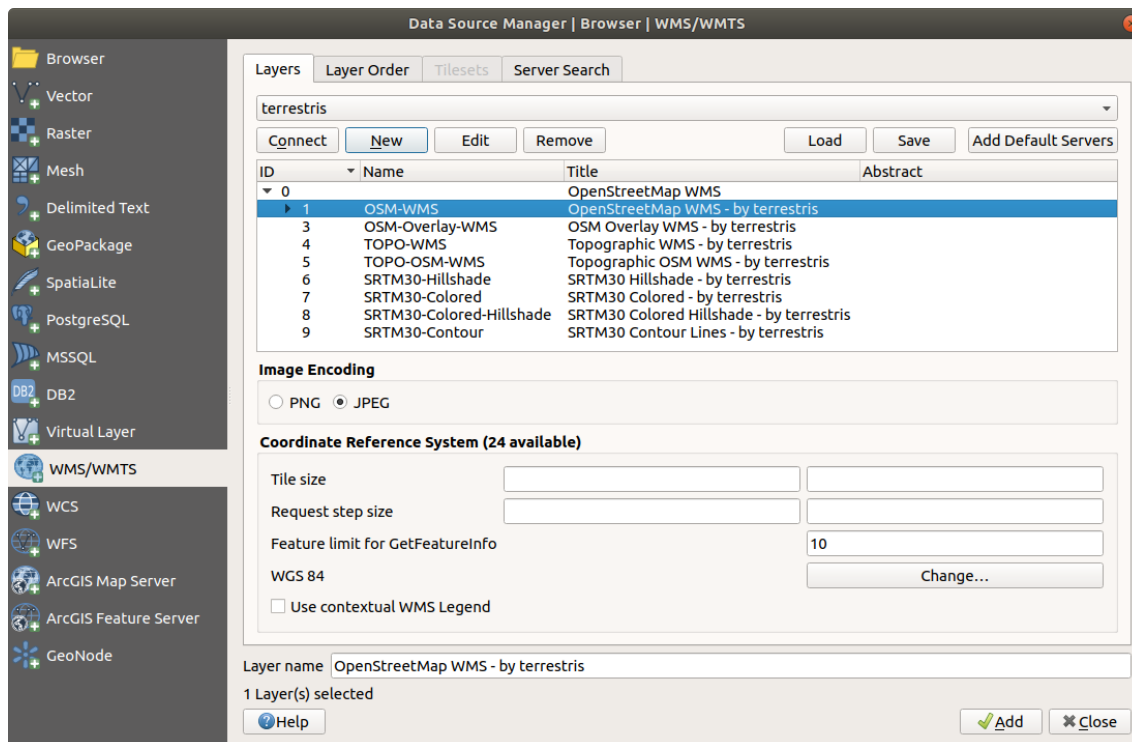 Data Source Manager | Browser | WMS/WMTS
Browser
Vector
Raster
Mesh
Delimited Text
GeoPackage
SpatiaLite
PostgreSQL
MSSQL
DB2 DB2
Virtual Layer
WMS/WMTS
WCS
WFS
ArcGIS Map Server
ArcGIS Feature Server
GeoNode
Layers Layer Order Tilesets Server Search
terrestris
Connect New Edit Remove Load Save Add Default Servers
ID Name Title Abstract
0 OpenStreetMap WMS
1 OSM-WMS OpenStreetMap WMS - by terrestris
3 OSM-Overlay-WMS OSM Overlay WMS - by terrestris
4 TOPO-WMS Topographic WMS - by terrestris
5 TOPO-OSM-WMS Topographic OSM WMS - by terrestris
6 SRTM30-Hillshade SRTM30 Hillshade - by terrestris
7 SRTM30-Colored SRTM30 Colored - by terrestris
8 SRTM30-Colored-Hillshade SRTM30 Colored Hillshade - by terrestris
9 SRTM30-Contour SRTM30 Contour Lines - by terrestris
Image Encoding
PNG JPEG
Coordinate Reference System (24 available)
Tile size
Request step size
Feature limit for GetFeatureInfo 10
WGS 84 Change...
Use contextual WMS Legend
Layer name OpenStreetMap WMS - by terrestris
1 Layer(s) selected
Help Add Close